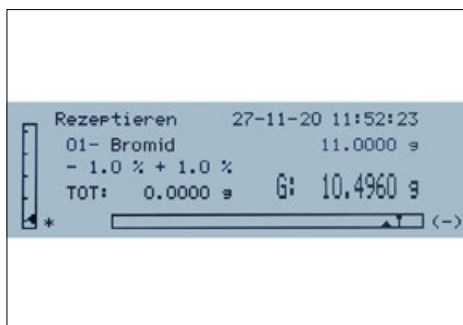 Rezeptieren 27-11-20 11:52:23
01- Bromid 11.0000 g
- 1.0 % + 1.0 %
TOT: 0.0000 g G: 10.4960 g
* (-)